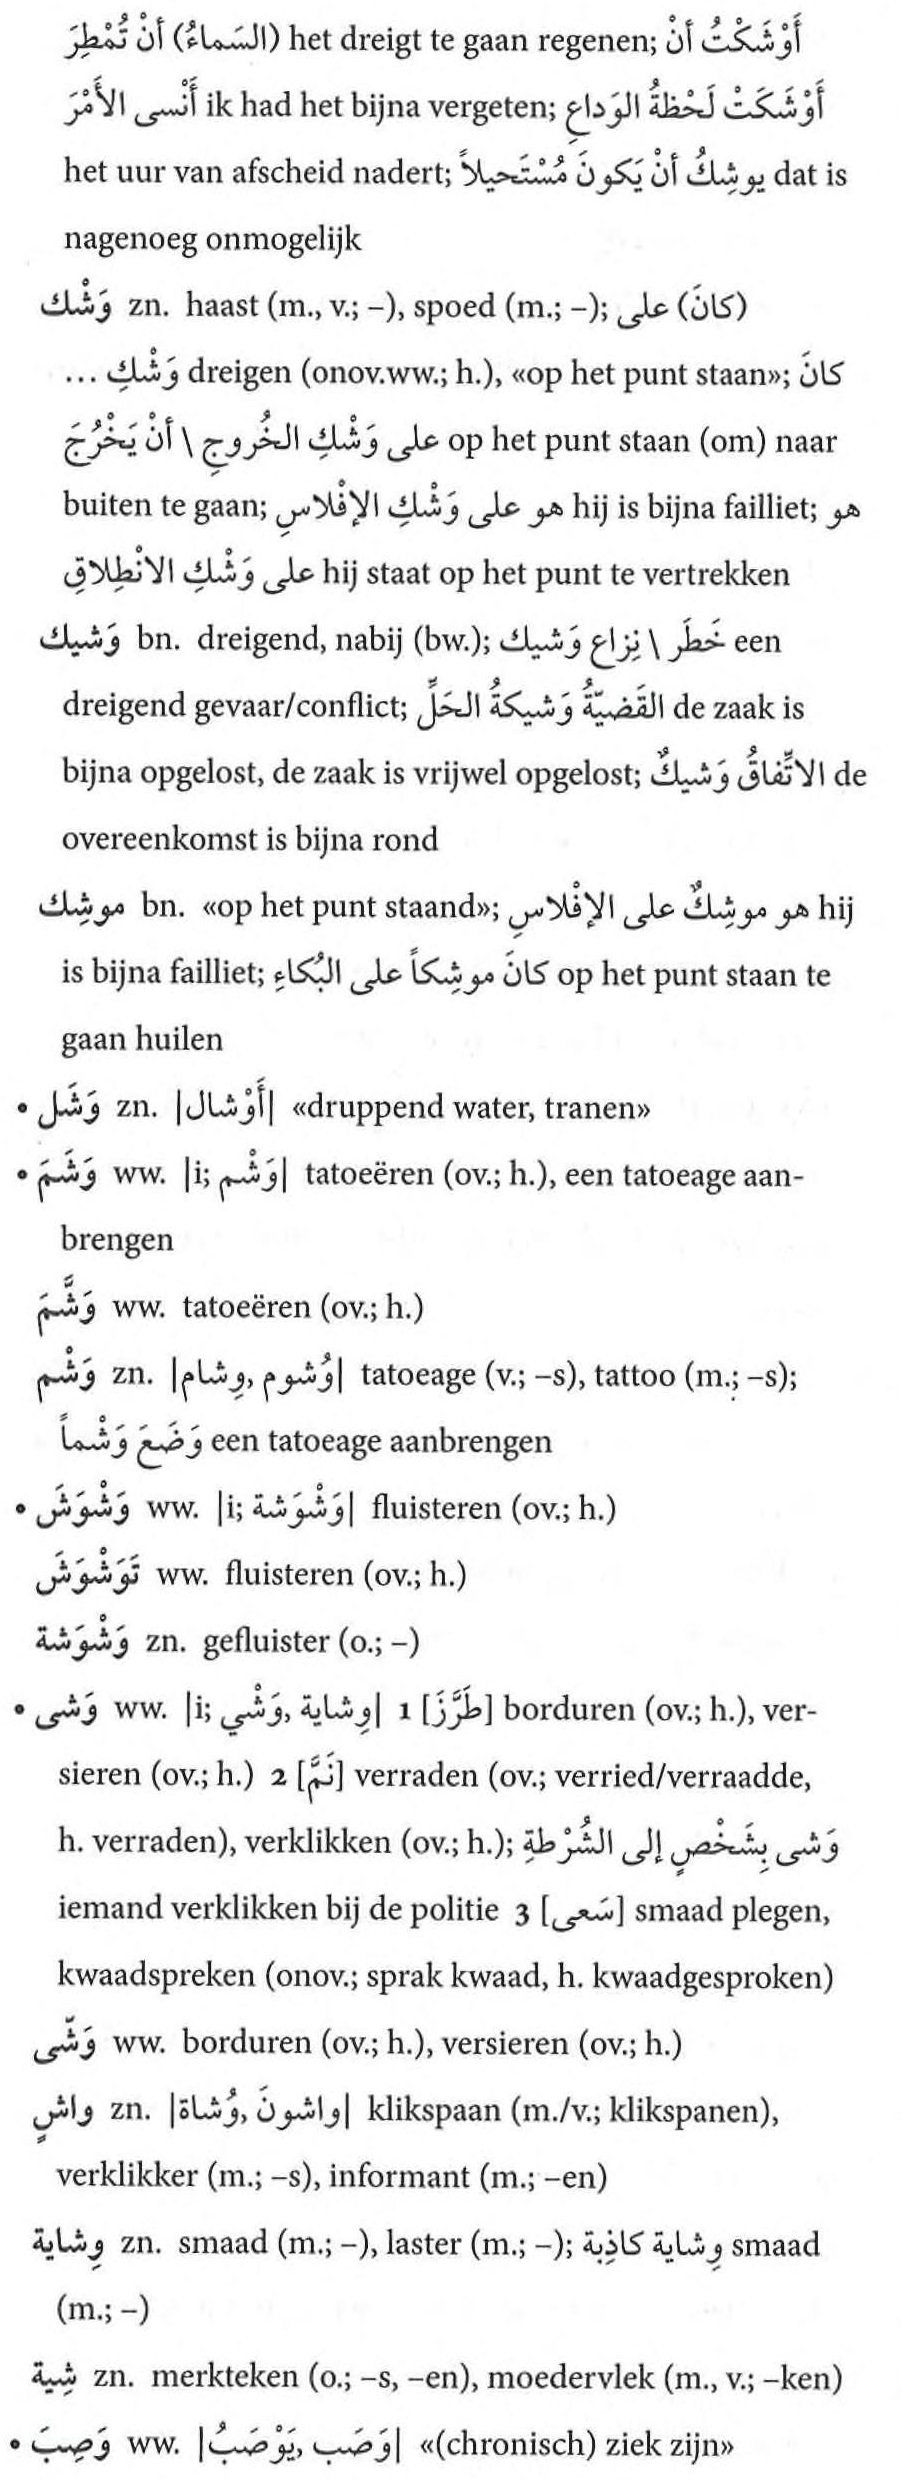 (السَماءُ) أنْ تُمْطِرَ het dreigt te gaan regenen; أَوْشَكْتُ أنْ
أَنْسى الأَمْرَ ik had het bijna vergeten; أَوْشَكَتْ لَحْظةُ الوَداعِ
het uur van afscheid nadert; يوشِكُ أنْ يَكونَ مُسْتَحيلاً dat is
nagenoeg onmogelijk
وَشْك zn. haast (m., v.; –), spoed (m.; –); (كانَ) على
وَشْكِ ... dreigen (onov.ww.; h.), «op het punt staan»; كانَ
على وَشْكِ الخُروجِ \ أنْ يَخْرُجَ op het punt staan (om) naar
buiten te gaan; هو على وَشْكِ الإفْلاسِ hij is bijna failliet; هو
على وَشْكِ الانْطِلاقِ hij staat op het punt te vertrekken
وَشيك bn. dreigend, nabij (bw.); خَطَر \ نِزاع وَشيك een
dreigend gevaar/conflict; القَضيّةُ وَشيكةُ الحَلِّ de zaak is
bijna opgelost, de zaak is vrijwel opgelost; الاتِّفاقُ وَشيكٌ de
overeenkomst is bijna rond
موشِك bn. «op het punt staand»; هو موشِكٌ على الإفْلاسِ hij
is bijna failliet; كانَ موشِكاً على البُكاءِ op het punt staan te
gaan huilen
• وَشَل zn. |أَوْشال| «druppend water, tranen»
• وَشَمَ ww. |i; وَشْم| tatoeëren (ov.; h.), een tatoeage aan-
brengen
وَشَّمَ ww. tatoeëren (ov.; h.)
وَشْم zn. |وُشوم, وِشام| tatoeage (v.; –s), tattoo (m.; –s);
وَضَعَ وَشْماً een tatoeage aanbrengen
• وَشْوَشَ ww. |i; وَشْوَشة| fluisteren (ov.; h.)
تَوَشْوَشَ ww. fluisteren (ov.; h.)
وَشْوَشة zn. gefluister (o.; –)
• وَشى ww. |i; وَشْي, وِشاية| 1 [طَرَّزَ] borduren (ov.; h.), ver-
sieren (ov.; h.) 2 [نَمَّ] verraden (ov.; verried/verraadde,
h. verraden), verklikken (ov.; h.); وَشى بِشَخْصٍ إلى الشُرْطةِ
iemand verklikken bij de politie 3 [سَعى] smaad plegen,
kwaadspreken (onov.; sprak kwaad, h. kwaadgesproken)
وَشّى ww. borduren (ov.; h.), versieren (ov.; h.)
واشٍ zn. |واشونَ, وُشاة| klikspaan (m./v.; klikspanen),
verklikker (m.; –s), informant (m.; –en)
وِشاية zn. smaad (m.; –), laster (m.; –); وِشاية كاذِبة smaad
(m.; –)
شِية zn. merkteken (o.; –s, –en), moedervlek (m., v.; –ken)
• وَصِبَ ww. |يَوْصَبُ, وَصَب| «(chronisch) ziek zijn»